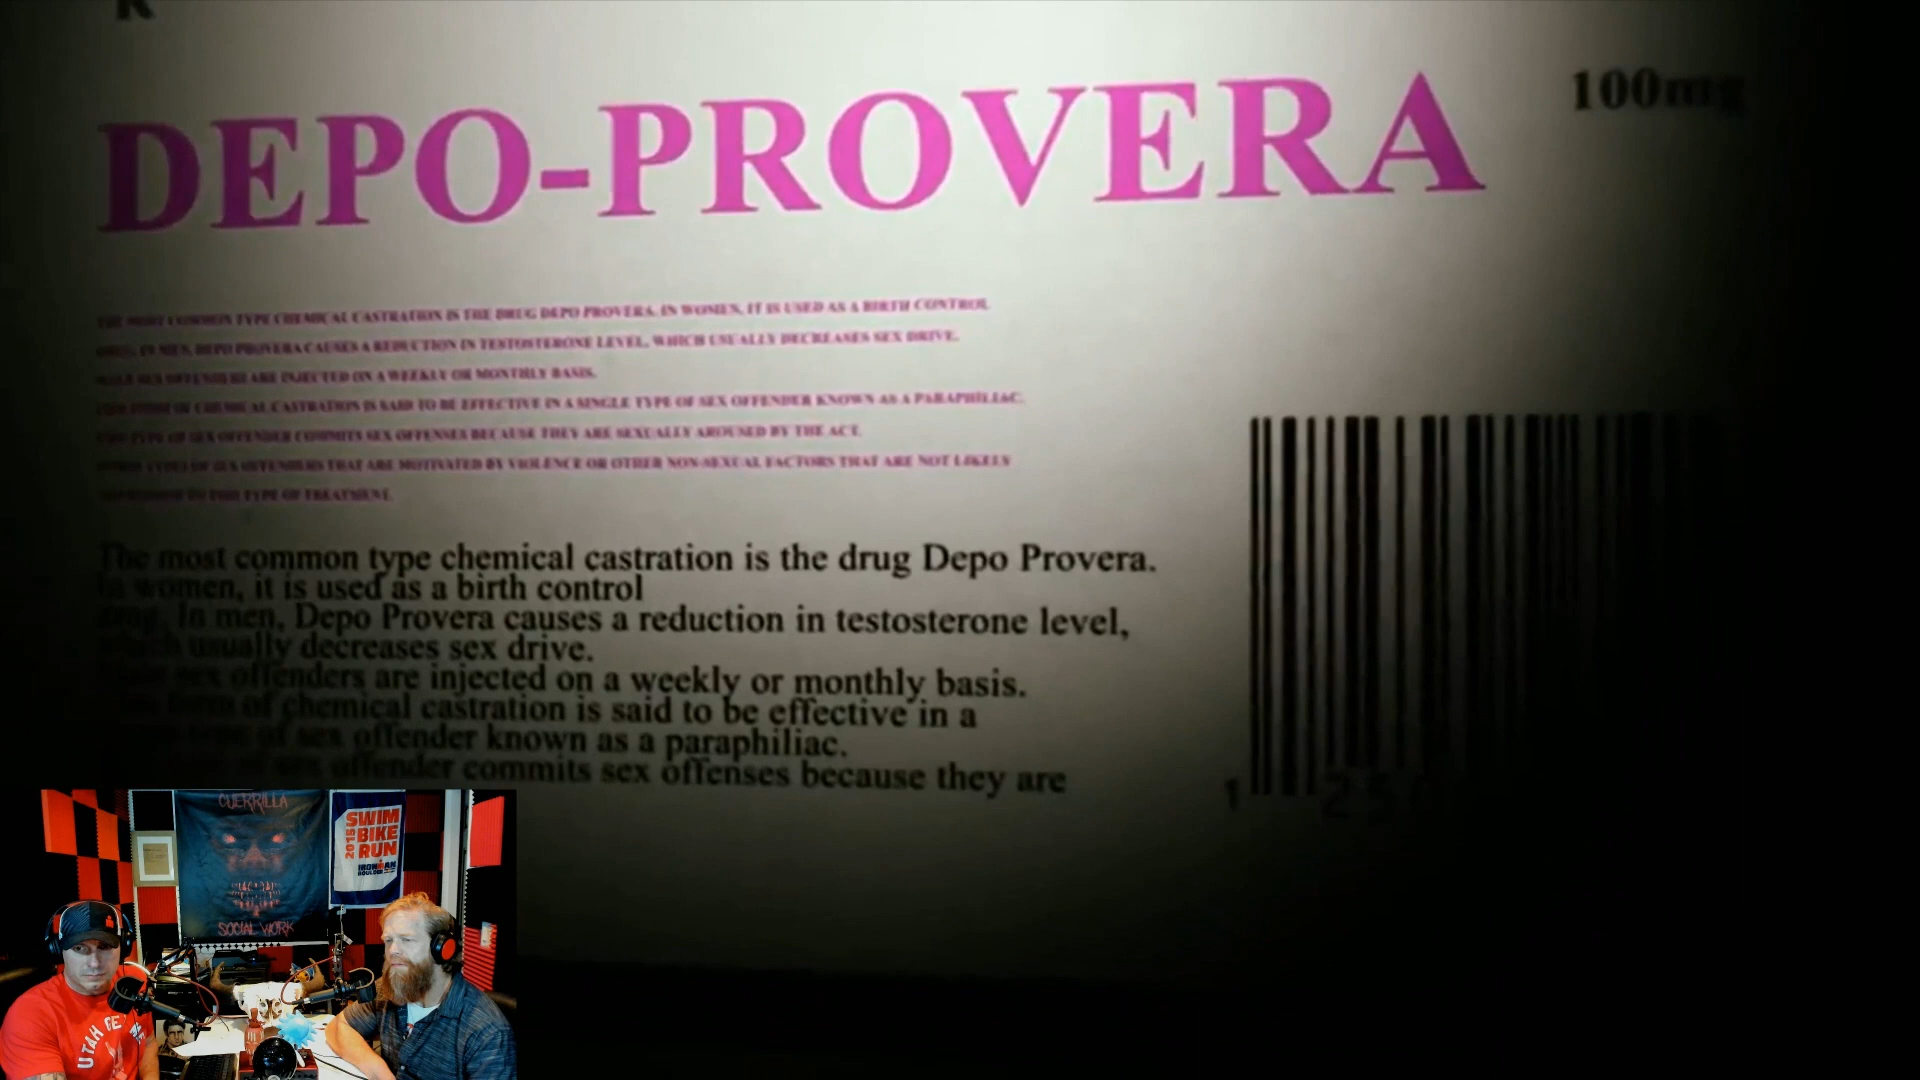 R
DEPO-PROVERA
100mg
THE MOST COMMON TYPE CHEMICAL CASTRATION IS THE DRUG DEPO PROVERA. IN WOMEN, IT IS USED AS A BIRTH CONTROL
DRUG. IN MEN, DEPO PROVERA CAUSES A REDUCTION IN TESTOSTERONE LEVEL, WHICH USUALLY DECREASES SEX DRIVE.
MALE SEX OFFENDERS ARE INJECTED ON A WEEKLY OR MONTHLY BASIS.
THIS FORM OF CHEMICAL CASTRATION IS SAID TO BE EFFECTIVE IN A SINGLE TYPE OF SEX OFFENDER KNOWN AS A PARAPHILIAC.
THIS TYPE OF SEX OFFENDER COMMITS SEX OFFENSES BECAUSE THEY ARE SEXUALLY AROUSED BY THE ACT.
OTHER TYPES OF SEX OFFENDERS THAT ARE MOTIVATED BY VIOLENCE OR OTHER NON-SEXUAL FACTORS THAT ARE NOT LIKELY
TO THIS TYPE OF TREATMENT.
The most common type chemical castration is the drug Depo Provera.
In women, it is used as a birth control
drug. In men, Depo Provera causes a reduction in testosterone level,
which usually decreases sex drive.
Male sex offenders are injected on a weekly or monthly basis.
This form of chemical castration is said to be effective in a
type of sex offender known as a paraphiliac.
of sex offender commits sex offenses because they are
1 257
GUERRILLA
SOCIAL WORK
2015
SWIM
BIKE
RUN
IRONMAN
BOULDER
UTAH